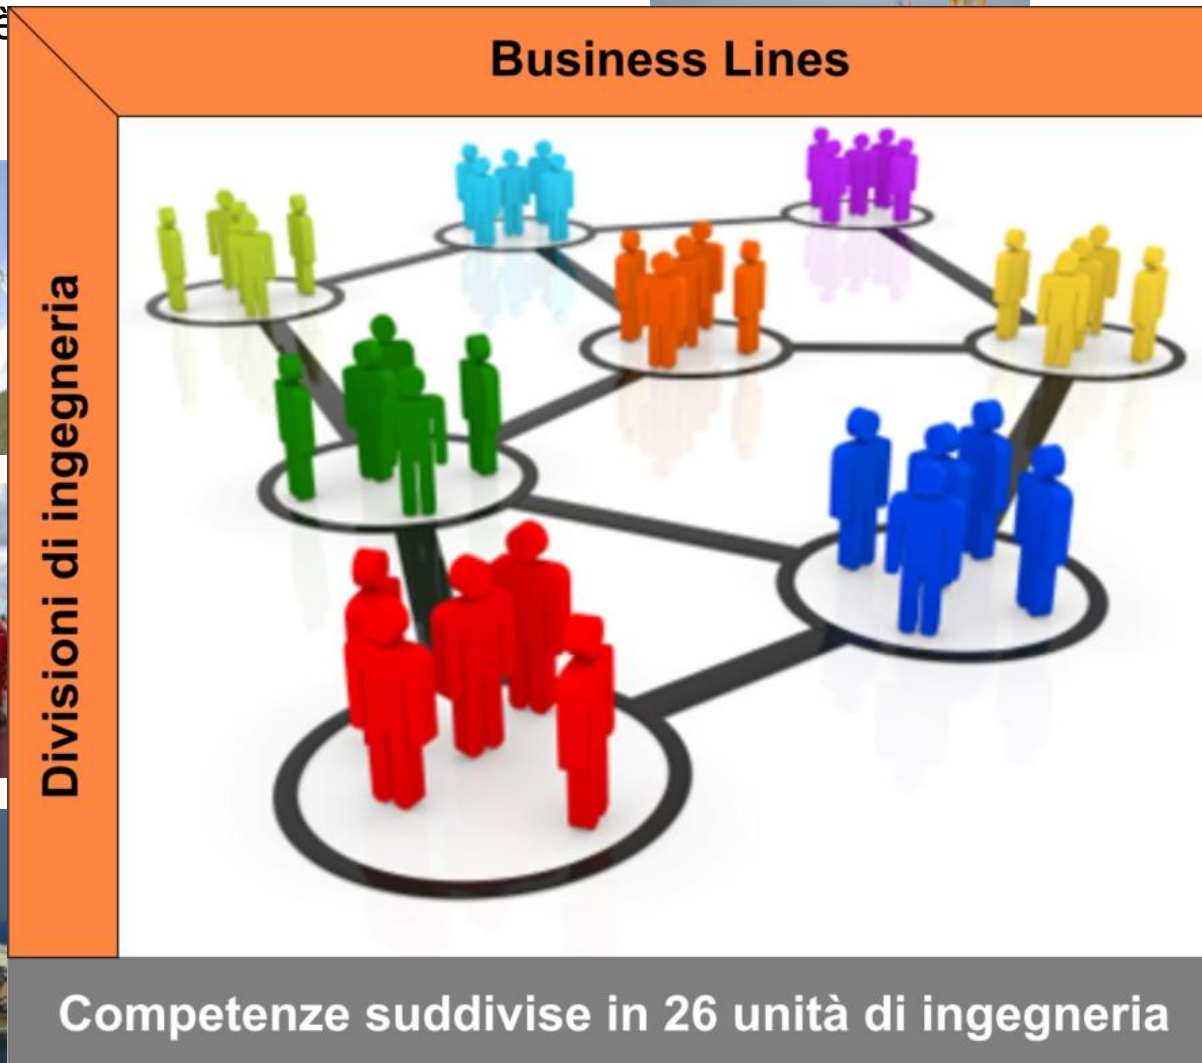 Business Lines
Divisioni di ingegneria
Competenze suddivise in 26 unità di ingegneria